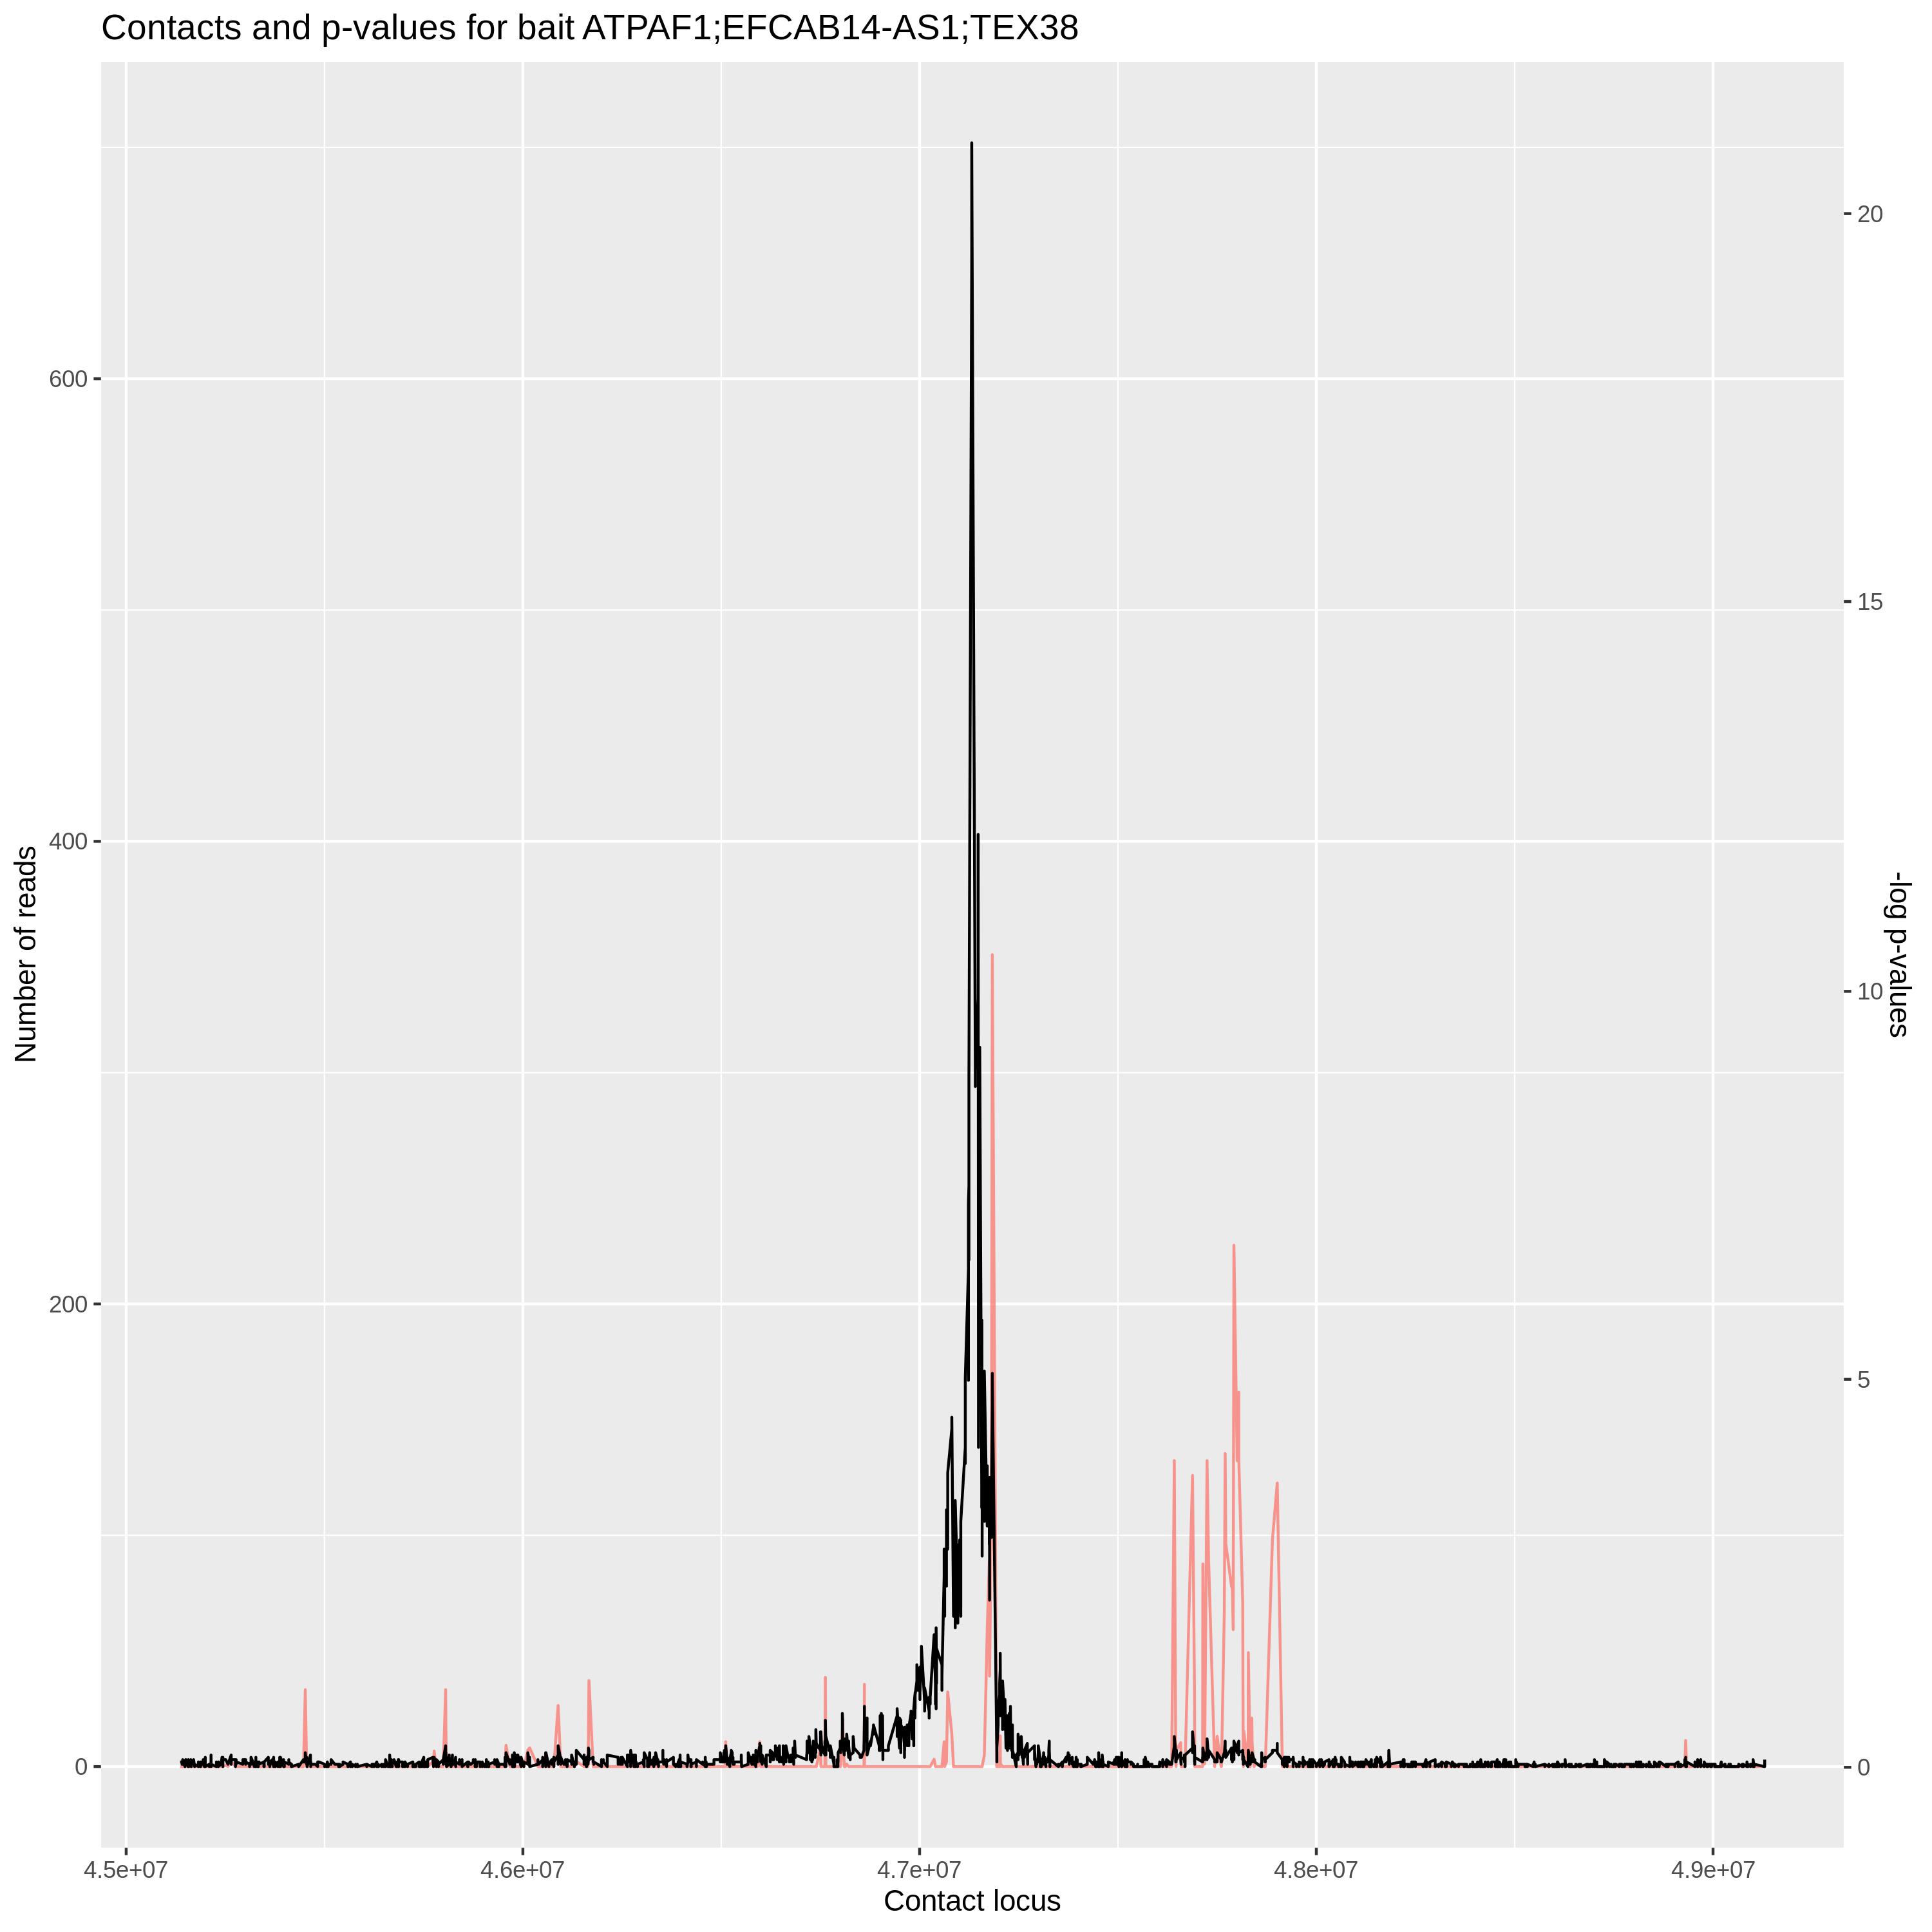 Contacts and p-values for bait ATPAF1;EFCAB14-AS1;TEX38
Number of reads
600
400
200
0
20
15
10
5
0
-log p-values
4.5e+07
4.6e+07
4.7e+07
4.8e+07
4.9e+07
Contact locus